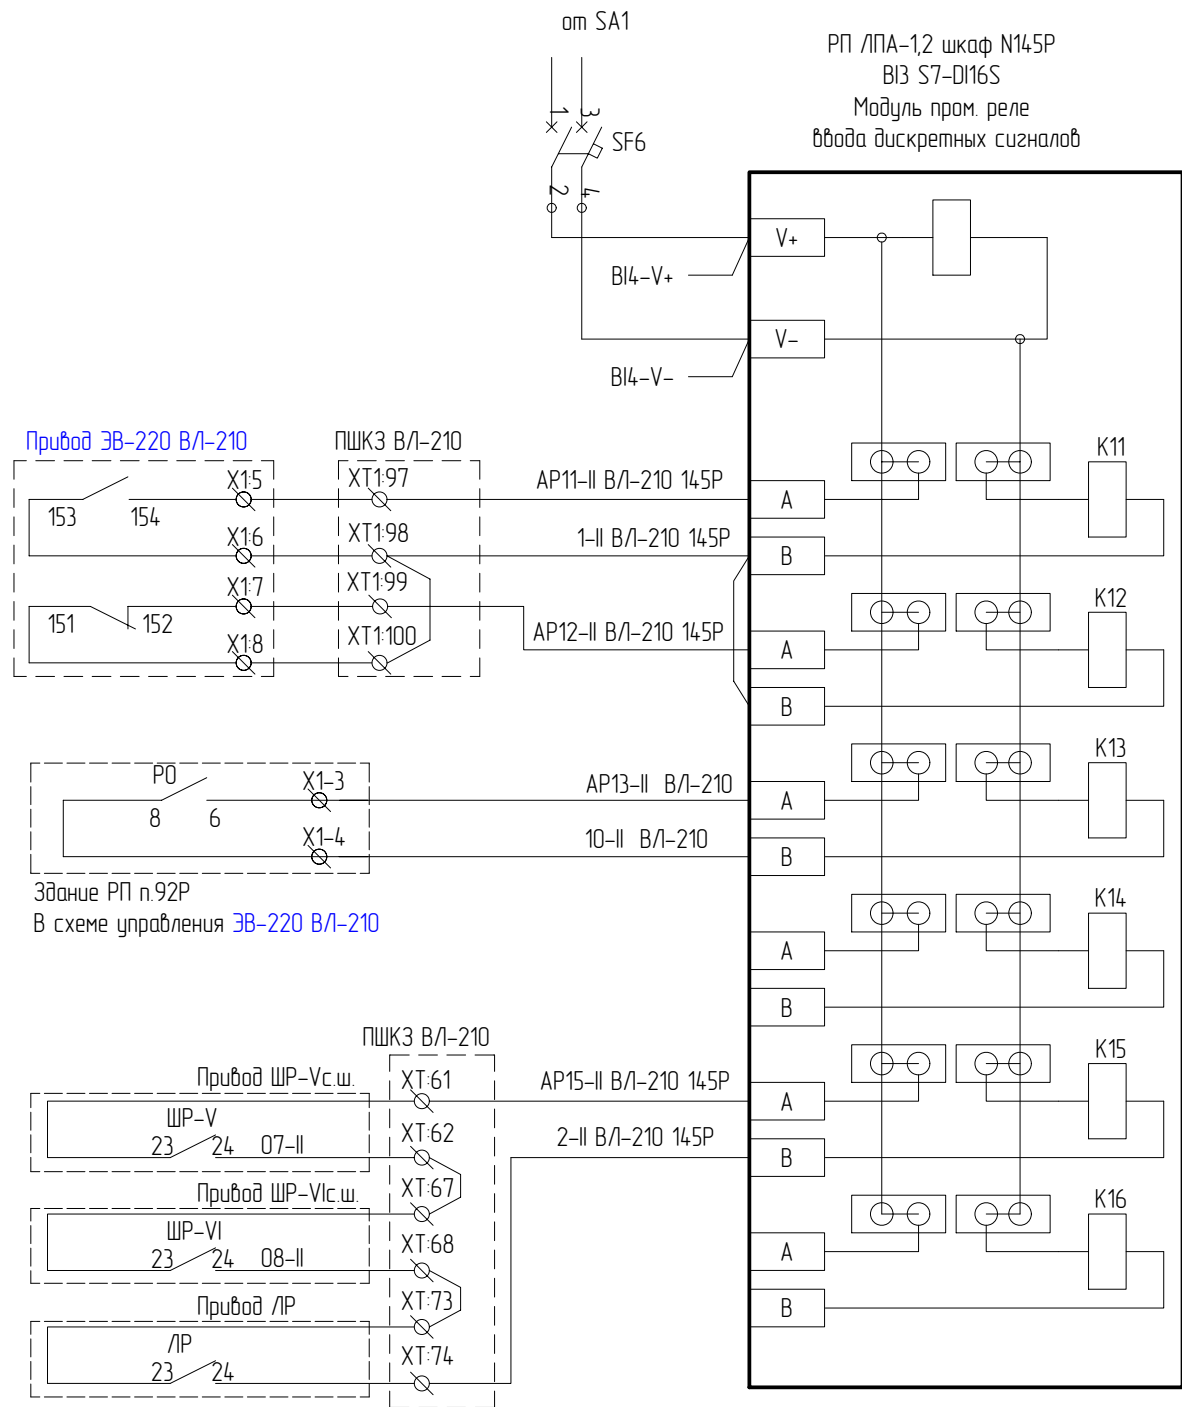 от SA1
РП ЛПА-1,2 шкаф N145Р
BI3 S7-DI16S
Модуль пром. реле
ввода дискретных сигналов
1 3
SF6
2 4
V+
BI4-V+
V-
BI4-V-
Привод ЭВ-220 ВЛ-210
ПШКЗ ВЛ-210
K11
X1:5
XT1:97
АР11-II ВЛ-210 145Р
A
153 154
X1:6
XT1:98
1-II ВЛ-210 145Р
B
X1:7
XT1:99
K12
151 152
X1:8
XT1:100
АР12-II ВЛ-210 145Р
A
B
K13
РО
X1-3
АР13-II ВЛ-210
A
8 6
X1-4
10-II ВЛ-210
B
Здание РП п.92Р
В схеме управления ЭВ-220 ВЛ-210
K14
A
B
ПШКЗ ВЛ-210
K15
Привод ШР-Vс.ш.
XT:61
АР15-II ВЛ-210 145Р
A
ШР-V
23 24 07-II
XT:62
2-II ВЛ-210 145Р
B
Привод ШР-VIс.ш.
XT:67
K16
ШР-VI
23 24 08-II
XT:68
A
Привод ЛР
XT:73
B
ЛР
23 24
XT:74